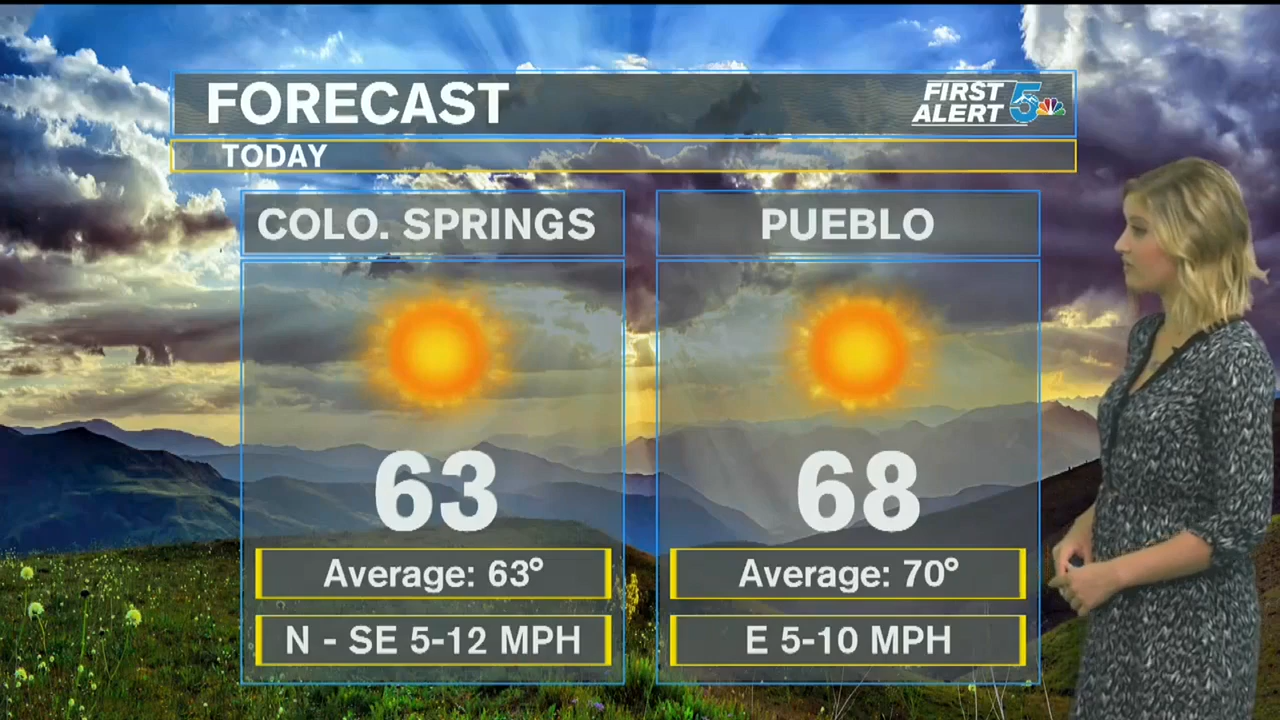 FORECAST
FIRST
ALERT 5
TODAY
COLO. SPRINGS
63
Average: 63°
N - SE 5-12 MPH
PUEBLO
68
Average: 70°
E 5-10 MPH